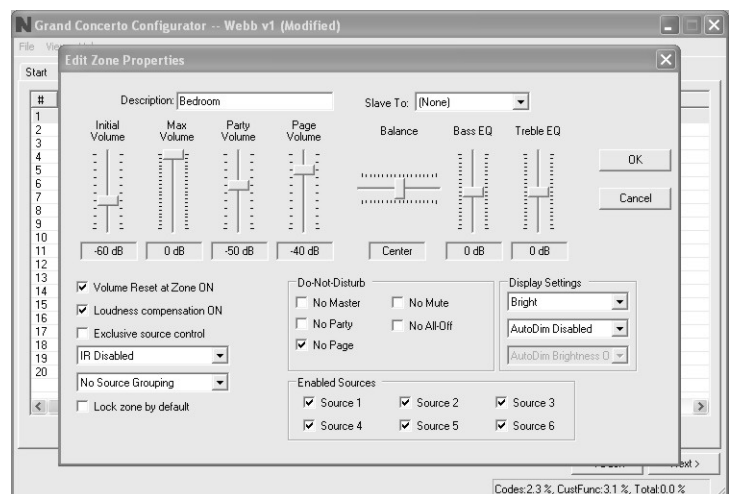 N Grand Concerto Configurator -- Webb v1 (Modified)
File View
Edit Zone Properties
Start
#
1
2
3
4
5
6
7
8
9
10
11
12
13
14
15
16
17
18
19
20
Description: Bedroom
Slave To: (None)
Initial Volume
Max Volume
Party Volume
Page Volume
Balance
Bass EQ
Treble EQ
OK
Cancel
-60 dB
0 dB
-50 dB
-40 dB
Center
0 dB
0 dB
Volume Reset at Zone ON
Loudness compensation ON
Exclusive source control
IR Disabled
No Source Grouping
Lock zone by default
Do-Not-Disturb
No Master
No Mute
No Party
No All-Off
No Page
Display Settings
Bright
AutoDim Disabled
AutoDim Brightness O
Enabled Sources
Source 1
Source 2
Source 3
Source 4
Source 5
Source 6
Codes:2.3 %, CustFunc:3.1 %, Total:0.0 %